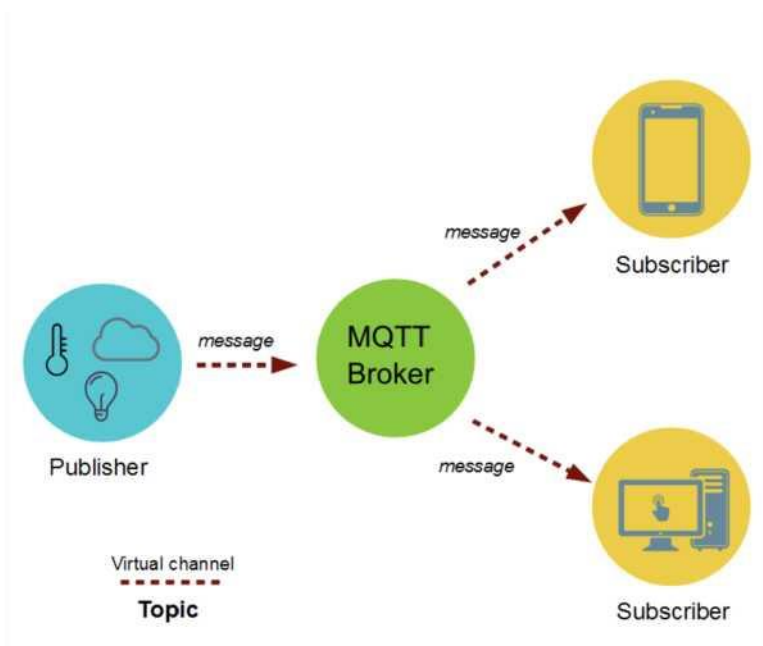 message
Subscriber
message
MQTT
Broker
Publisher
message
Virtual channel
Topic
Subscriber